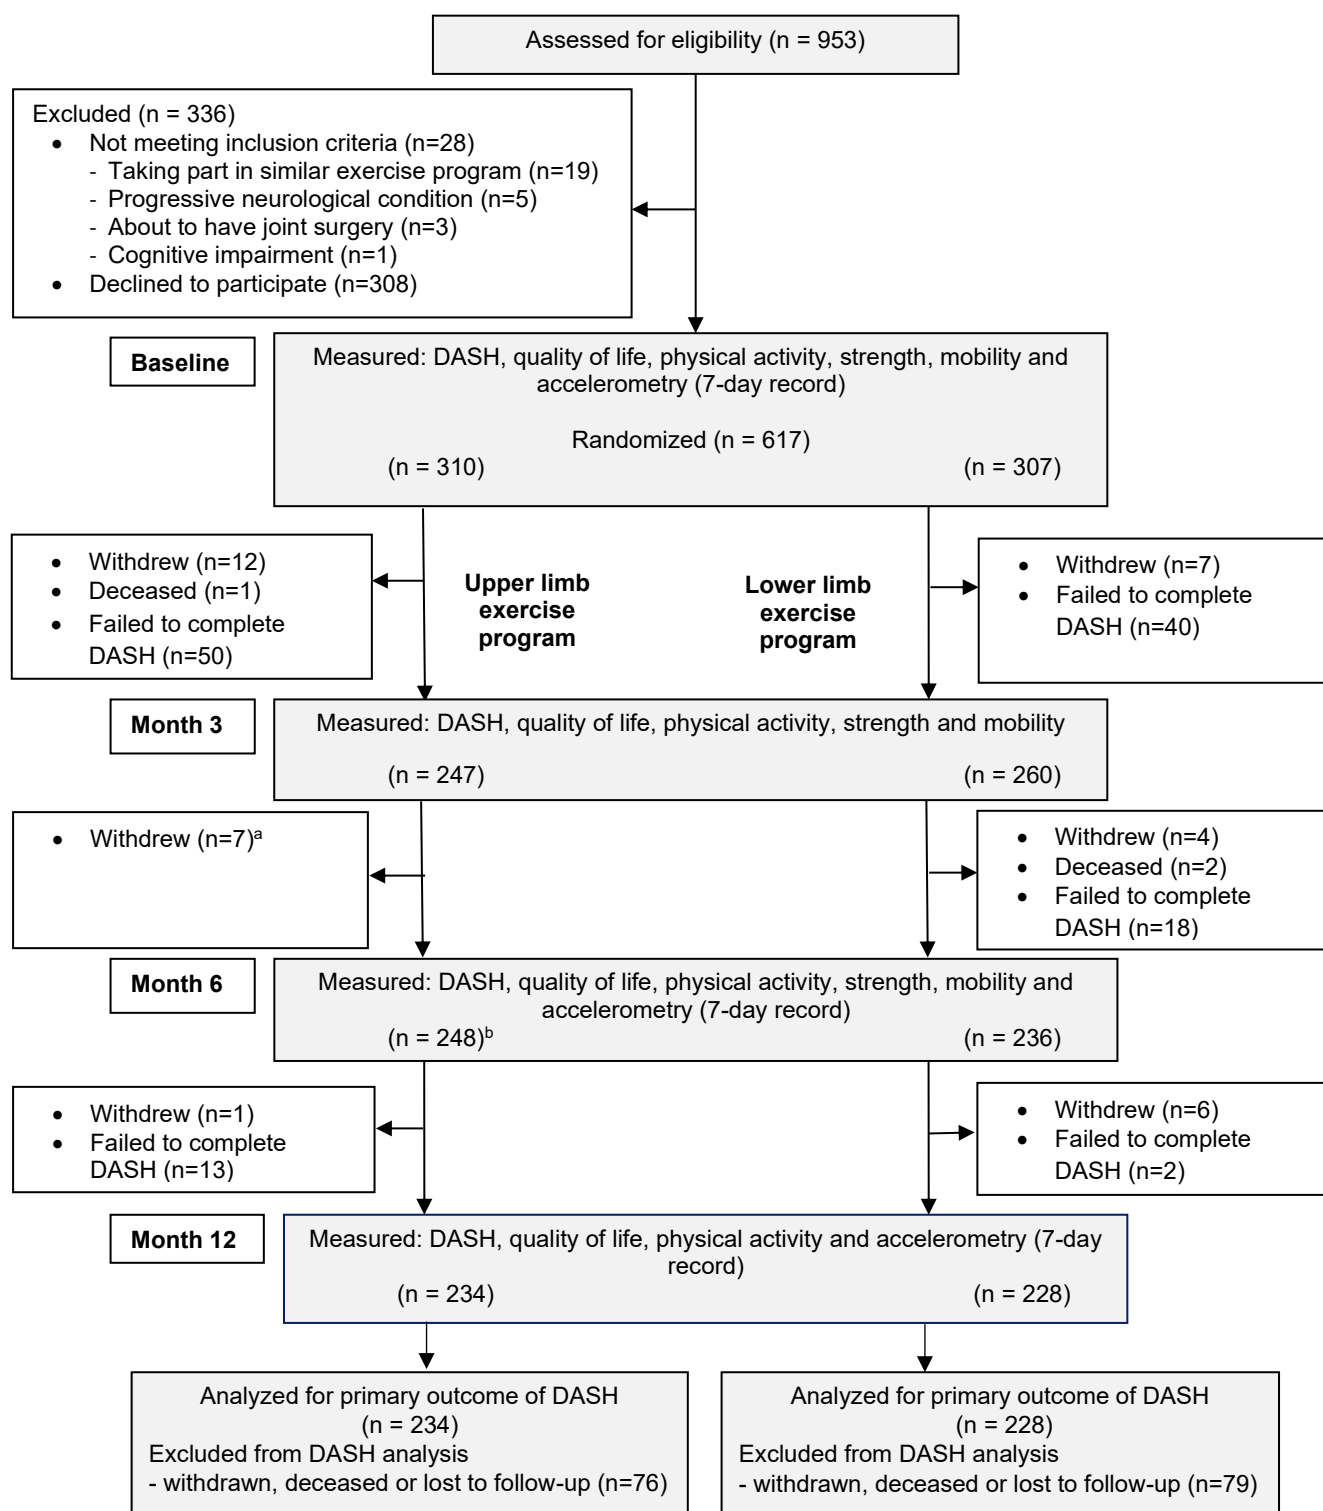 Assessed for eligibility (n = 953)
Excluded (n = 336)
• Not meeting inclusion criteria (n=28)
- Taking part in similar exercise program (n=19)
- Progressive neurological condition (n=5)
- About to have joint surgery (n=3)
- Cognitive impairment (n=1)
• Declined to participate (n=308)
Baseline
Measured: DASH, quality of life, physical activity, strength, mobility and
accelerometry (7-day record)
Randomized (n = 617)
(n = 310)
(n = 307)
• Withdrew (n=12)
• Deceased (n=1)
• Failed to complete
DASH (n=50)
Upper limb
exercise
program
Lower limb
exercise
program
• Withdrew (n=7)
• Failed to complete
DASH (n=40)
Month 3
Measured: DASH, quality of life, physical activity, strength and mobility
(n = 247)
(n = 260)
• Withdrew (n=7)ᵃ
• Withdrew (n=4)
• Deceased (n=2)
• Failed to complete
DASH (n=18)
Month 6
Measured: DASH, quality of life, physical activity, strength, mobility and
accelerometry (7-day record)
(n = 248)ᵇ
(n = 236)
• Withdrew (n=1)
• Failed to complete
DASH (n=13)
• Withdrew (n=6)
• Failed to complete
DASH (n=2)
Month 12
Measured: DASH, quality of life, physical activity and accelerometry (7-day
record)
(n = 234)
(n = 228)
Analyzed for primary outcome of DASH
(n = 234)
Excluded from DASH analysis
- withdrawn, deceased or lost to follow-up (n=76)
Analyzed for primary outcome of DASH
(n = 228)
Excluded from DASH analysis
- withdrawn, deceased or lost to follow-up (n=79)